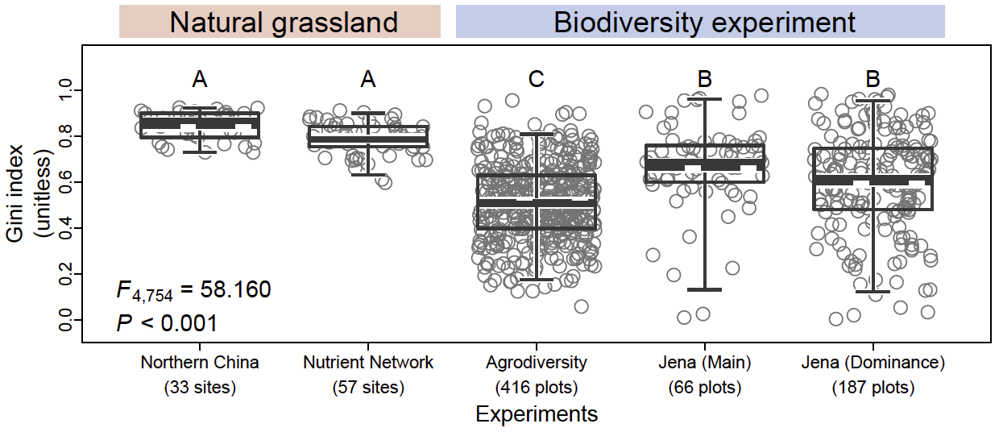 Natural grassland
Biodiversity experiment
Gini index
(unitless)
1.0
0.8
0.6
0.4
0.2
0.0
A
A
C
B
B
F4,754 = 58.160
P < 0.001
Northern China
(33 sites)
Nutrient Network
(57 sites)
Agrodiversity
(416 plots)
Jena (Main)
(66 plots)
Jena (Dominance)
(187 plots)
Experiments